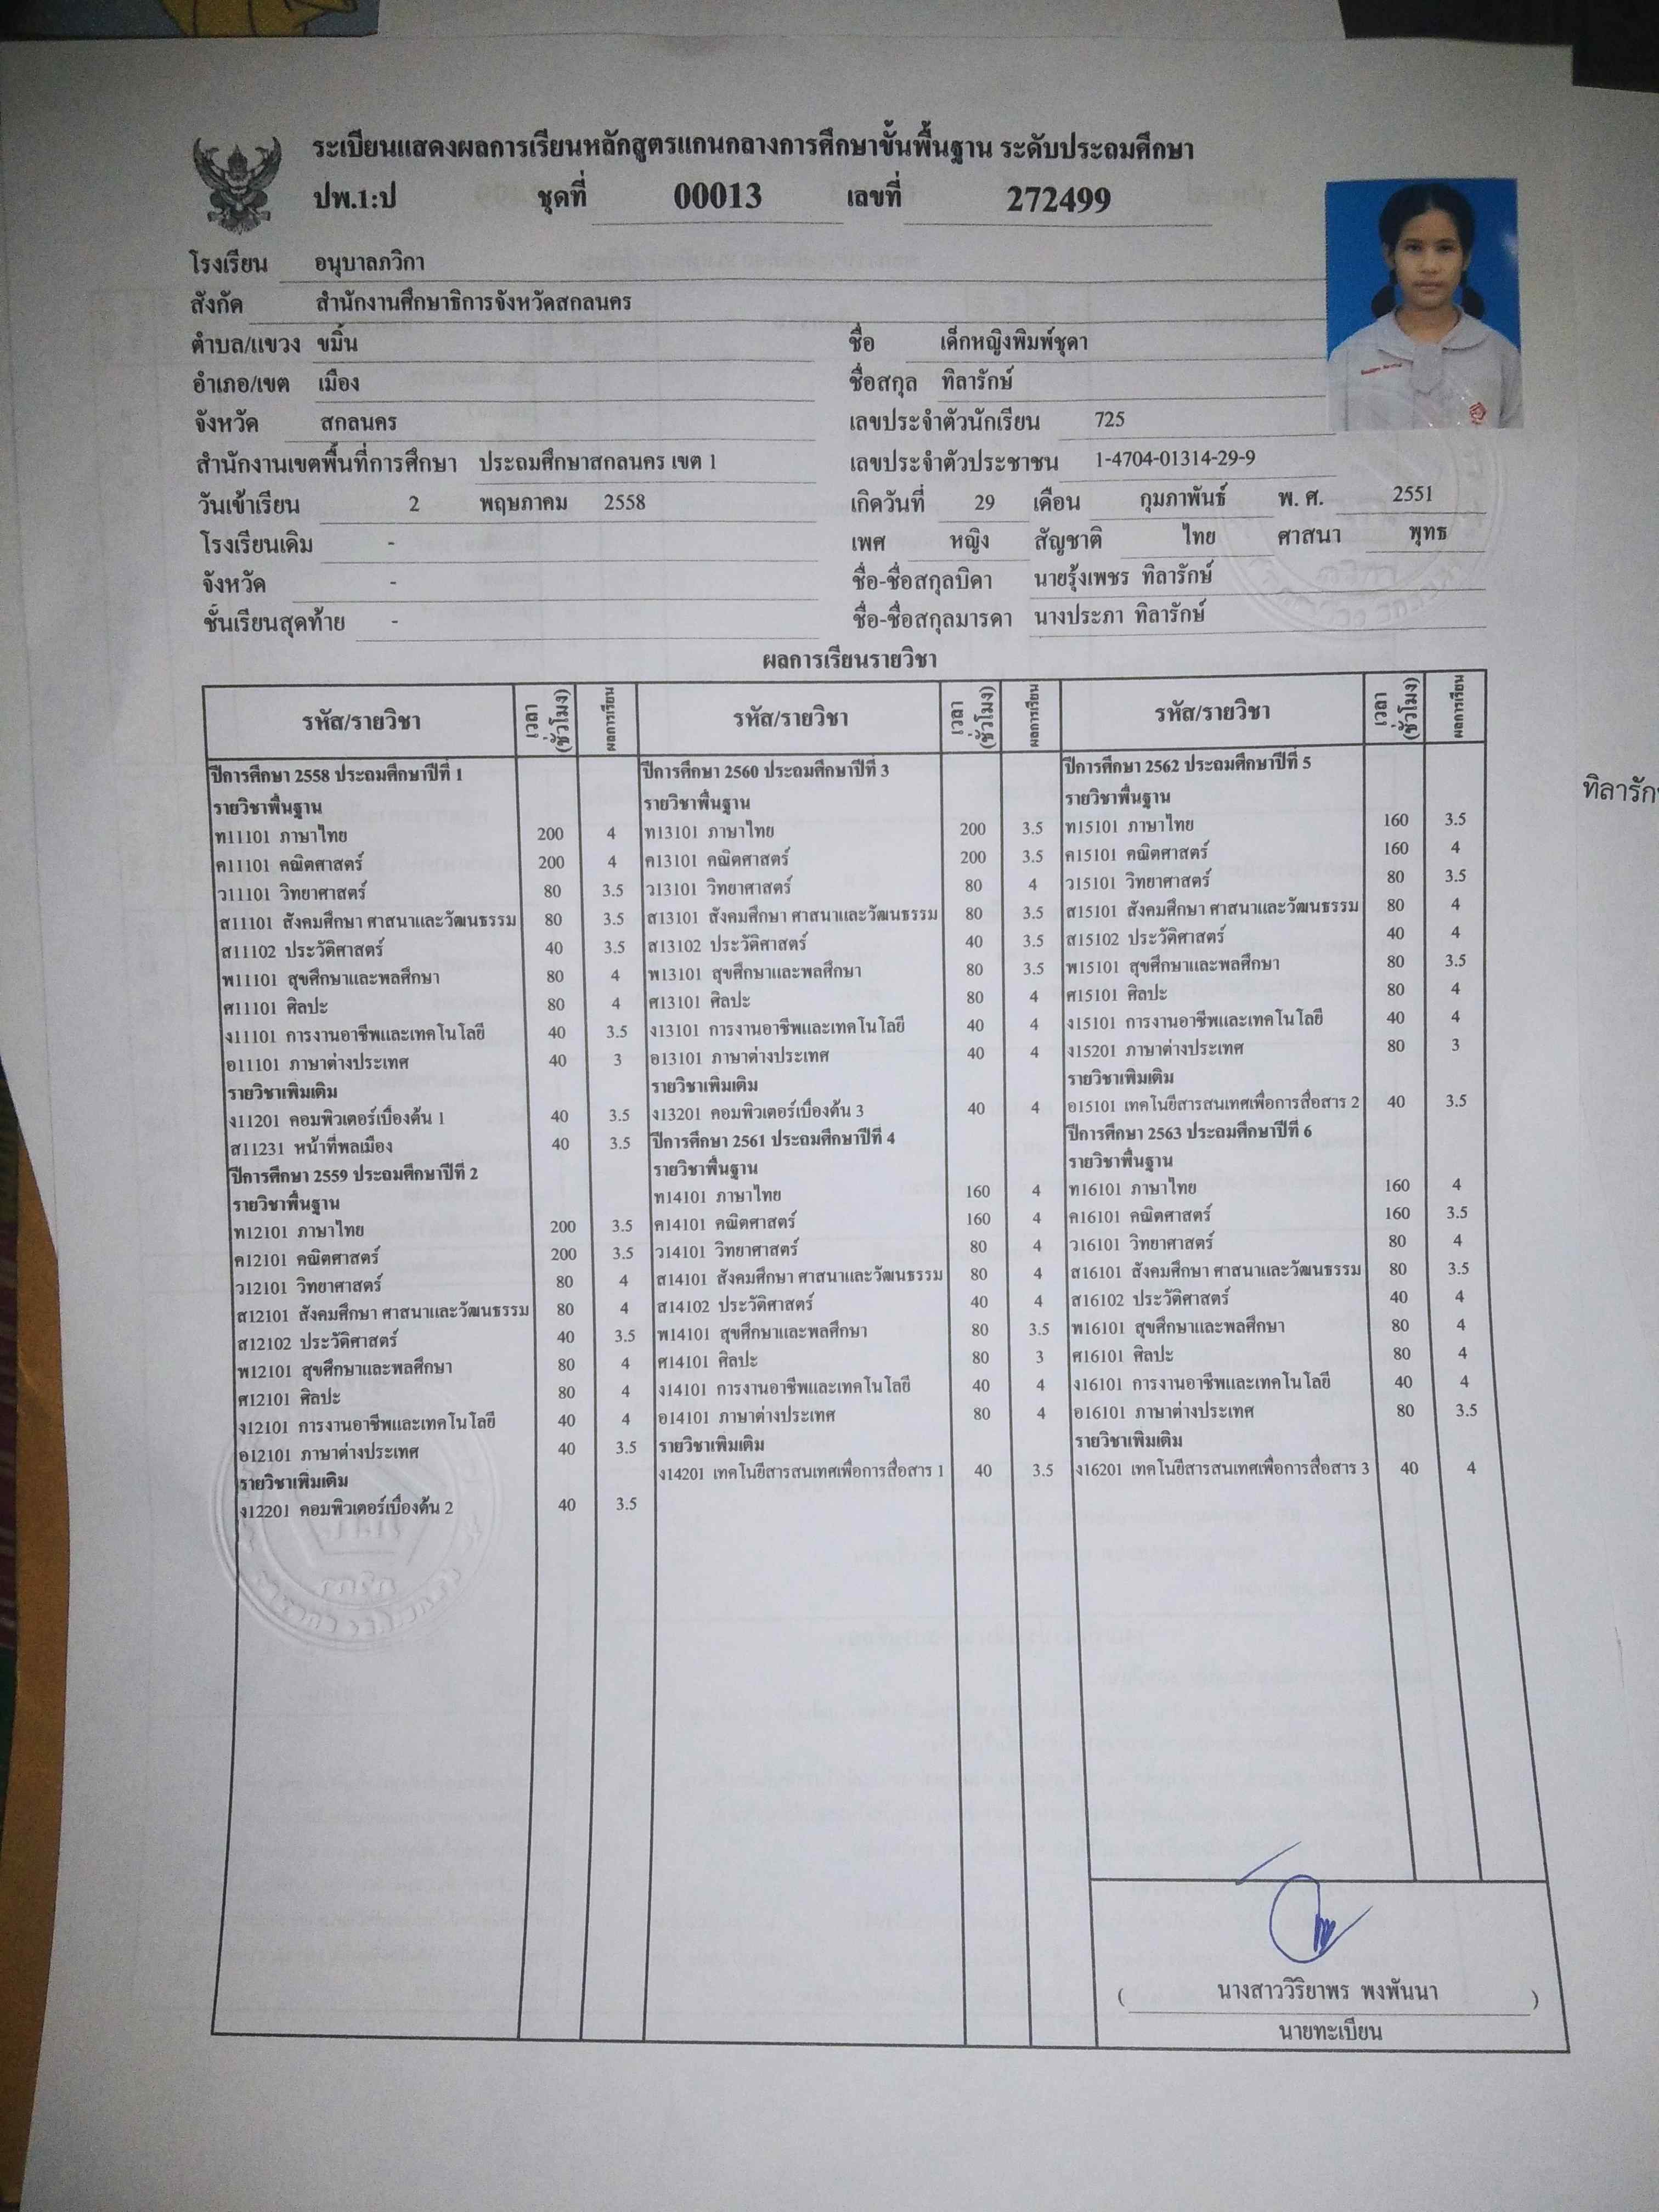 ระเบียนแสดงผลการเรียนหลักสูตรแกนกลางการศึกษาขั้นพื้นฐาน ระดับประถมศึกษา
ปพ.1:ป ชุดที่ 00013 เลขที่ 272499
โรงเรียน อนุบาลภวิกา
สังกัด สำนักงานศึกษาธิการจังหวัดสกลนคร
ตำบล/แขวง ขมิ้น
อำเภอ/เขต เมือง
จังหวัด สกลนคร
สำนักงานเขตพื้นที่การศึกษา ประถมศึกษาสกลนคร เขต 1
วันเข้าเรียน 2 พฤษภาคม 2558
โรงเรียนเดิม -
จังหวัด -
ชั้นเรียนสุดท้าย -
ชื่อ เด็กหญิงพิมพ์ชุดา
ชื่อสกุล ทิลารักษ์
เลขประจำตัวนักเรียน 725
เลขประจำตัวประชาชน 1-4704-01314-29-9
เกิดวันที่ 29 เดือน กุมภาพันธ์ พ. ศ. 2551
เพศ หญิง สัญชาติ ไทย ศาสนา พุทธ
ชื่อ-ชื่อสกุลบิดา นายรุ้งเพชร ทิลารักษ์
ชื่อ-ชื่อสกุลมารดา นางประภา ทิลารักษ์
ผลการเรียนรายวิชา
รหัส/รายวิชา เวลา (ชั่วโมง) ผลการเรียน
ปีการศึกษา 2558 ประถมศึกษาปีที่ 1
รายวิชาพื้นฐาน
ท11101 ภาษาไทย 200 4
ค11101 คณิตศาสตร์ 200 4
ว11101 วิทยาศาสตร์ 80 3.5
ส11101 สังคมศึกษา ศาสนาและวัฒนธรรม 80 3.5
ส11102 ประวัติศาสตร์ 40 3.5
พ11101 สุขศึกษาและพลศึกษา 80 4
ศ11101 ศิลปะ 80 4
ง11101 การงานอาชีพและเทคโนโลยี 40 3.5
อ11101 ภาษาต่างประเทศ 40 3
รายวิชาเพิ่มเติม
ง11201 คอมพิวเตอร์เบื้องต้น 1 40 3.5
ส11231 หน้าที่พลเมือง 40 3.5
ปีการศึกษา 2559 ประถมศึกษาปีที่ 2
รายวิชาพื้นฐาน
ท12101 ภาษาไทย 200 3.5
ค12101 คณิตศาสตร์ 200 3.5
ว12101 วิทยาศาสตร์ 80 4
ส12101 สังคมศึกษา ศาสนาและวัฒนธรรม 80 4
ส12102 ประวัติศาสตร์ 40 3.5
พ12101 สุขศึกษาและพลศึกษา 80 4
ศ12101 ศิลปะ 80 4
ง12101 การงานอาชีพและเทคโนโลยี 40 4
อ12101 ภาษาต่างประเทศ 40 3.5
รายวิชาเพิ่มเติม
ง12201 คอมพิวเตอร์เบื้องต้น 2 40 3.5
รหัส/รายวิชา เวลา (ชั่วโมง) ผลการเรียน
ปีการศึกษา 2560 ประถมศึกษาปีที่ 3
รายวิชาพื้นฐาน
ท13101 ภาษาไทย 200 3.5
ค13101 คณิตศาสตร์ 200 3.5
ว13101 วิทยาศาสตร์ 80 4
ส13101 สังคมศึกษา ศาสนาและวัฒนธรรม 80 3.5
ส13102 ประวัติศาสตร์ 40 3.5
พ13101 สุขศึกษาและพลศึกษา 80 3.5
ศ13101 ศิลปะ 80 4
ง13101 การงานอาชีพและเทคโนโลยี 40 4
อ13101 ภาษาต่างประเทศ 40 4
รายวิชาเพิ่มเติม
ง13201 คอมพิวเตอร์เบื้องต้น 3 40 4
ปีการศึกษา 2561 ประถมศึกษาปีที่ 4
รายวิชาพื้นฐาน
ท14101 ภาษาไทย 160 4
ค14101 คณิตศาสตร์ 160 4
ว14101 วิทยาศาสตร์ 80 4
ส14101 สังคมศึกษา ศาสนาและวัฒนธรรม 80 4
ส14102 ประวัติศาสตร์ 40 4
พ14101 สุขศึกษาและพลศึกษา 80 3.5
ศ14101 ศิลปะ 80 3
ง14101 การงานอาชีพและเทคโนโลยี 40 4
อ14101 ภาษาต่างประเทศ 80 4
รายวิชาเพิ่มเติม
ง14201 เทคโนยีสารสนเทศเพื่อการสื่อสาร 1 40 3.5
รหัส/รายวิชา เวลา (ชั่วโมง) ผลการเรียน
ปีการศึกษา 2562 ประถมศึกษาปีที่ 5
รายวิชาพื้นฐาน
ท15101 ภาษาไทย 160 3.5
ค15101 คณิตศาสตร์ 160 4
ว15101 วิทยาศาสตร์ 80 3.5
ส15101 สังคมศึกษา ศาสนาและวัฒนธรรม 80 4
ส15102 ประวัติศาสตร์ 40 4
พ15101 สุขศึกษาและพลศึกษา 80 3.5
ศ15101 ศิลปะ 80 4
ง15101 การงานอาชีพและเทคโนโลยี 40 4
ง15201 ภาษาต่างประเทศ 80 3
รายวิชาเพิ่มเติม
อ15101 เทคโนยีสารสนเทศเพื่อการสื่อสาร 2 40 3.5
ปีการศึกษา 2563 ประถมศึกษาปีที่ 6
รายวิชาพื้นฐาน
ท16101 ภาษาไทย 160 4
ค16101 คณิตศาสตร์ 160 3.5
ว16101 วิทยาศาสตร์ 80 4
ส16101 สังคมศึกษา ศาสนาและวัฒนธรรม 80 3.5
ส16102 ประวัติศาสตร์ 40 4
พ16101 สุขศึกษาและพลศึกษา 80 4
ศ16101 ศิลปะ 80 4
ง16101 การงานอาชีพและเทคโนโลยี 40 4
อ16101 ภาษาต่างประเทศ 80 3.5
รายวิชาเพิ่มเติม
ง16201 เทคโนยีสารสนเทศเพื่อการสื่อสาร 3 40 4
( นางสาววิริยาพร พงพันนา )
นายทะเบียน